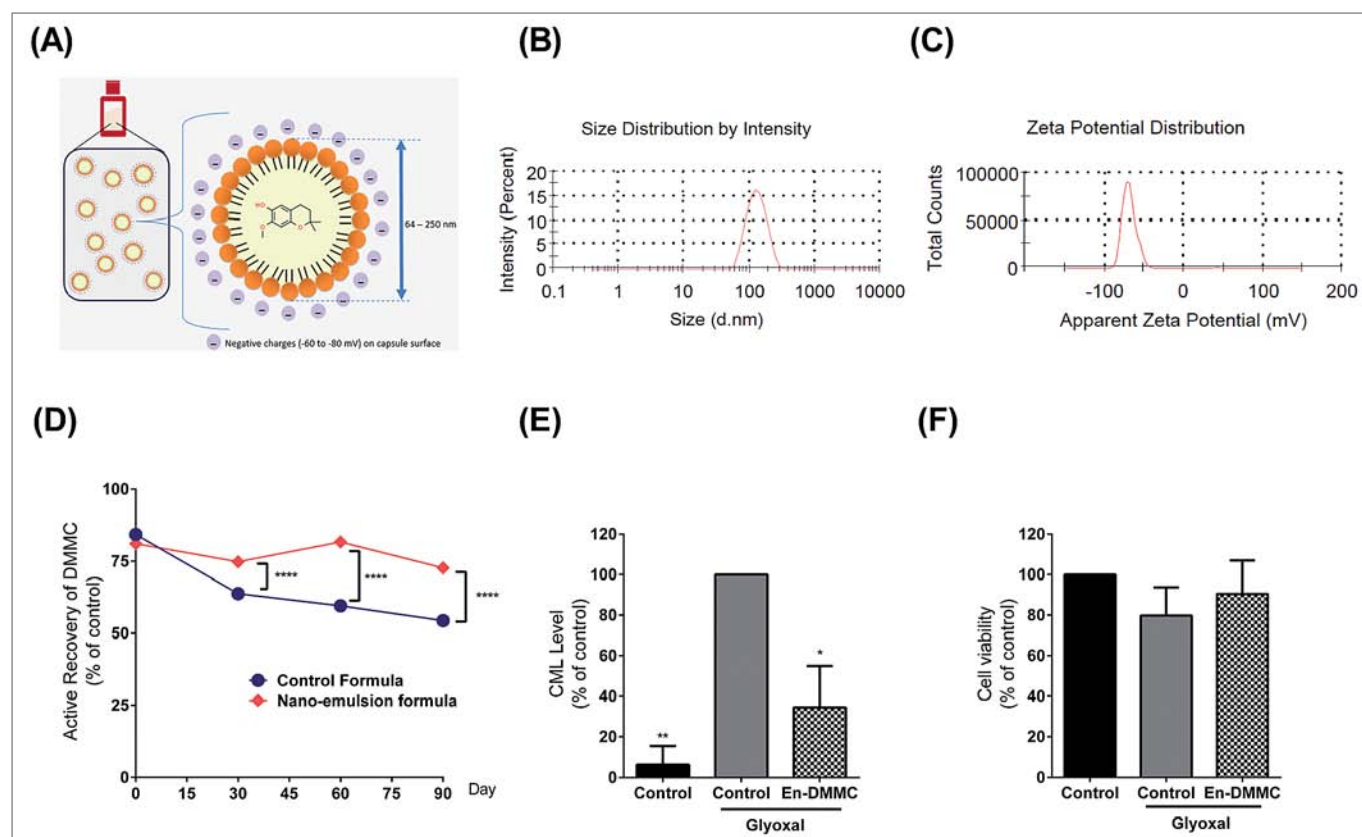 (A)
HO
O
O
64 – 250 nm
Negative charges (-60 to -80 mV) on capsule surface
(B)
Size Distribution by Intensity
Intensity (Percent)
20
15
10
5
0
0.1 1 10 100 1000 10000
Size (d.nm)
(C)
Zeta Potential Distribution
Total Counts
100000
50000
0
-100 0 100 200
Apparent Zeta Potential (mV)
(D)
Active Recovery of DMMC
(% of control)
100
75
50
25
0
****
****
****
Control Formula
Nano-emulsion formula
0 15 30 45 60 75 90 Day
(E)
CML Level
(% of control)
120
100
80
60
40
20
0
**
*
Control Control En-DMMC
Glyoxal
(F)
Cell viability
(% of control)
120
100
80
60
40
20
0
Control Control En-DMMC
Glyoxal